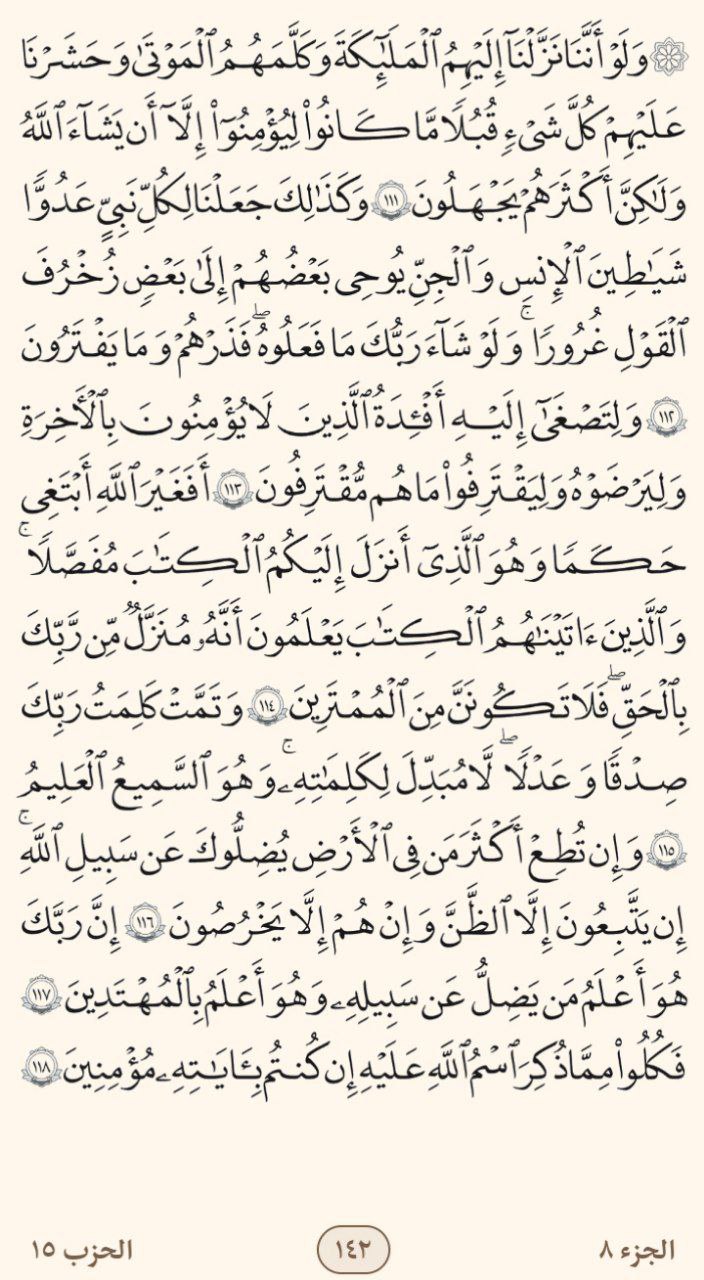 ۞ وَلَوْ أَنَّنَا نَزَّلْنَآ إِلَيْهِمُ ٱلْمَلَـٰٓئِكَةَ وَكَلَّمَهُمُ ٱلْمَوْتَىٰ وَحَشَرْنَا
عَلَيْهِمْ كُلَّ شَىْءٍ قُبُلًا مَّا كَانُوا۟ لِيُؤْمِنُوٓا۟ إِلَّآ أَن يَشَآءَ ٱللَّهُ
وَلَـٰكِنَّ أَكْثَرَهُمْ يَجْهَلُونَ ١١١ وَكَذَٰلِكَ جَعَلْنَا لِكُلِّ نَبِىٍّ عَدُوًّا
شَيَـٰطِينَ ٱلْإِنسِ وَٱلْجِنِّ يُوحِى بَعْضُهُمْ إِلَىٰ بَعْضٍ زُخْرُفَ
ٱلْقَوْلِ غُرُورًا ۚ وَلَوْ شَآءَ رَبُّكَ مَا فَعَلُوهُ ۖ فَذَرْهُمْ وَمَا يَفْتَرُونَ
١١٢ وَلِتَصْغَىٰٓ إِلَيْهِ أَفْـِٔدَةُ ٱلَّذِينَ لَا يُؤْمِنُونَ بِٱلْـَٔاخِرَةِ
وَلِيَرْضَوْهُ وَلِيَقْتَرِفُوا۟ مَا هُم مُّقْتَرِفُونَ ١١٣ أَفَغَيْرَ ٱللَّهِ أَبْتَغِى
حَكَمًا وَهُوَ ٱلَّذِىٓ أَنزَلَ إِلَيْكُمُ ٱلْكِتَـٰبَ مُفَصَّلًا ۚ
وَٱلَّذِينَ ءَاتَيْنَـٰهُمُ ٱلْكِتَـٰبَ يَعْلَمُونَ أَنَّهُۥ مُنَزَّلٌ مِّن رَّبِّكَ
بِٱلْحَقِّ ۖ فَلَا تَكُونَنَّ مِنَ ٱلْمُمْتَرِينَ ١١٤ وَتَمَّتْ كَلِمَتُ رَبِّكَ
صِدْقًا وَعَدْلًا ۖ لَّا مُبَدِّلَ لِكَلِمَـٰتِهِۦ ۚ وَهُوَ ٱلسَّمِيعُ ٱلْعَلِيمُ
١١٥ وَإِن تُطِعْ أَكْثَرَ مَن فِى ٱلْأَرْضِ يُضِلُّوكَ عَن سَبِيلِ ٱللَّهِ ۚ
إِن يَتَّبِعُونَ إِلَّا ٱلظَّنَّ وَإِنْ هُمْ إِلَّا يَخْرُصُونَ ١١٦ إِنَّ رَبَّكَ
هُوَ أَعْلَمُ مَن يَضِلُّ عَن سَبِيلِهِۦ ۖ وَهُوَ أَعْلَمُ بِٱلْمُهْتَدِينَ ١١٧
فَكُلُوا۟ مِمَّا ذُكِرَ ٱسْمُ ٱللَّهِ عَلَيْهِ إِن كُنتُم بِـَٔايَـٰتِهِۦ مُؤْمِنِينَ ١١٨
الجزء ٨ ١٤٢ الحزب ١٥